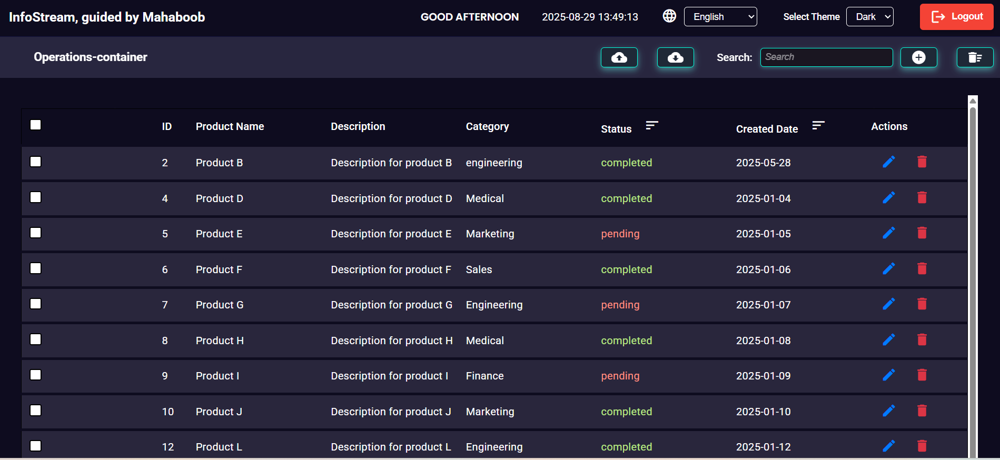 InfoStream, guided by Mahaboob GOOD AFTERNOON 2025-08-29 13:49:13 English Select Theme Dark Logout
Operations-container Search: Search
ID Product Name Description Category Status Created Date Actions
2 Product B Description for product B engineering completed 2025-05-28
4 Product D Description for product D Medical completed 2025-01-04
5 Product E Description for product E Marketing pending 2025-01-05
6 Product F Description for product F Sales completed 2025-01-06
7 Product G Description for product G Engineering pending 2025-01-07
8 Product H Description for product H Medical completed 2025-01-08
9 Product I Description for product I Finance pending 2025-01-09
10 Product J Description for product J Marketing completed 2025-01-10
12 Product L Description for product L Engineering completed 2025-01-12